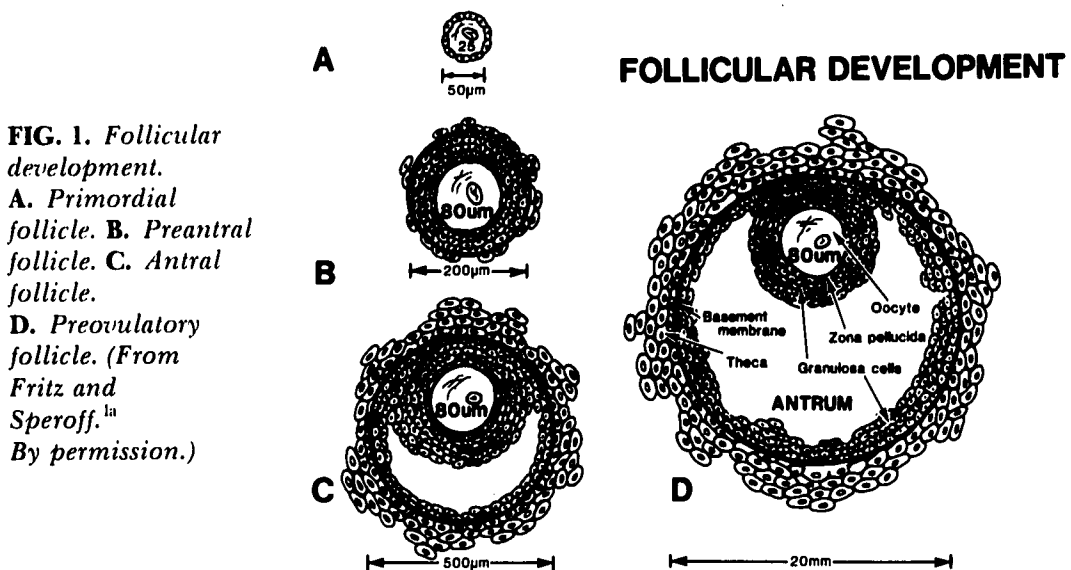 FOLLICULAR DEVELOPMENT
FIG. 1. Follicular
development.
A. Primordial
follicle. B. Preantral
follicle. C. Antral
follicle.
D. Preovulatory
follicle. (From
Fritz and
Speroff.1a
By permission.)
A
25
50µm
80um
B
200µm
80um
C
500µm
80um
Oocyte
Basement
membrane
Zona pellucida
Theca
Granulosa cells
ANTRUM
D
20mm